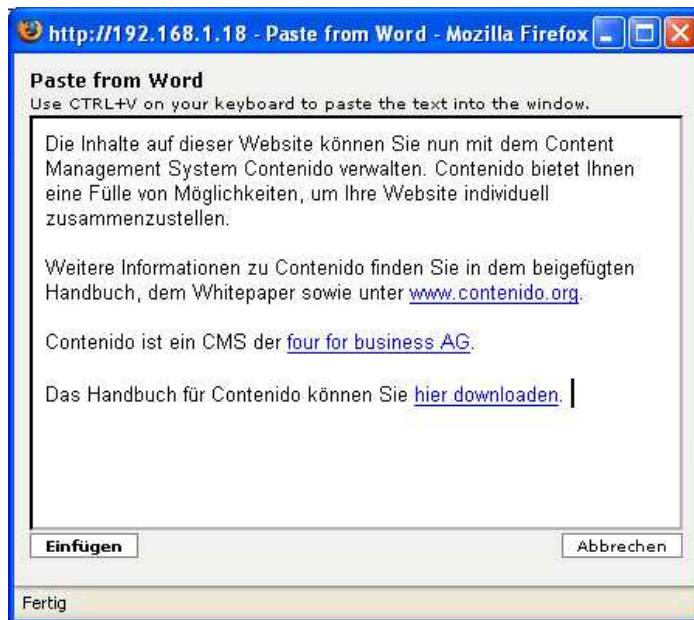 http://192.168.1.18 - Paste from Word - Mozilla Firefox
Paste from Word
Use CTRL+V on your keyboard to paste the text into the window.
Die Inhalte auf dieser Website können Sie nun mit dem Content
Management System Contenido verwalten. Contenido bietet Ihnen
eine Fülle von Möglichkeiten, um Ihre Website individuell
zusammenzustellen.
Weitere Informationen zu Contenido finden Sie in dem beigefügten
Handbuch, dem Whitepaper sowie unter www.contenido.org.
Contenido ist ein CMS der four for business AG.
Das Handbuch für Contenido können Sie hier downloaden.
Einfügen Abbrechen
Fertig